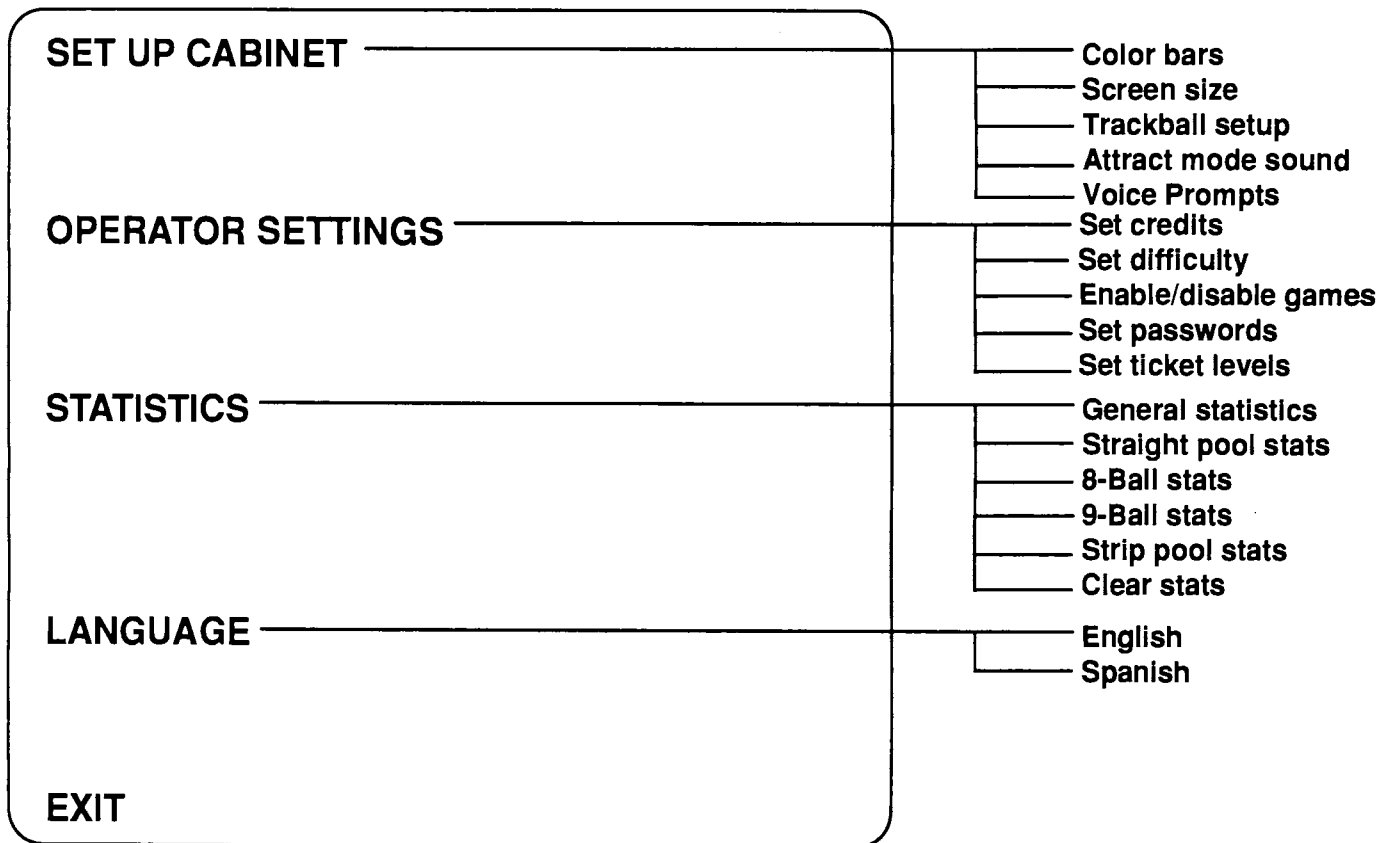 SET UP CABINET
Color bars
Screen size
Trackball setup
Attract mode sound
Voice Prompts
OPERATOR SETTINGS
Set credits
Set difficulty
Enable/disable games
Set passwords
Set ticket levels
STATISTICS
General statistics
Straight pool stats
8-Ball stats
9-Ball stats
Strip pool stats
Clear stats
LANGUAGE
English
Spanish
EXIT